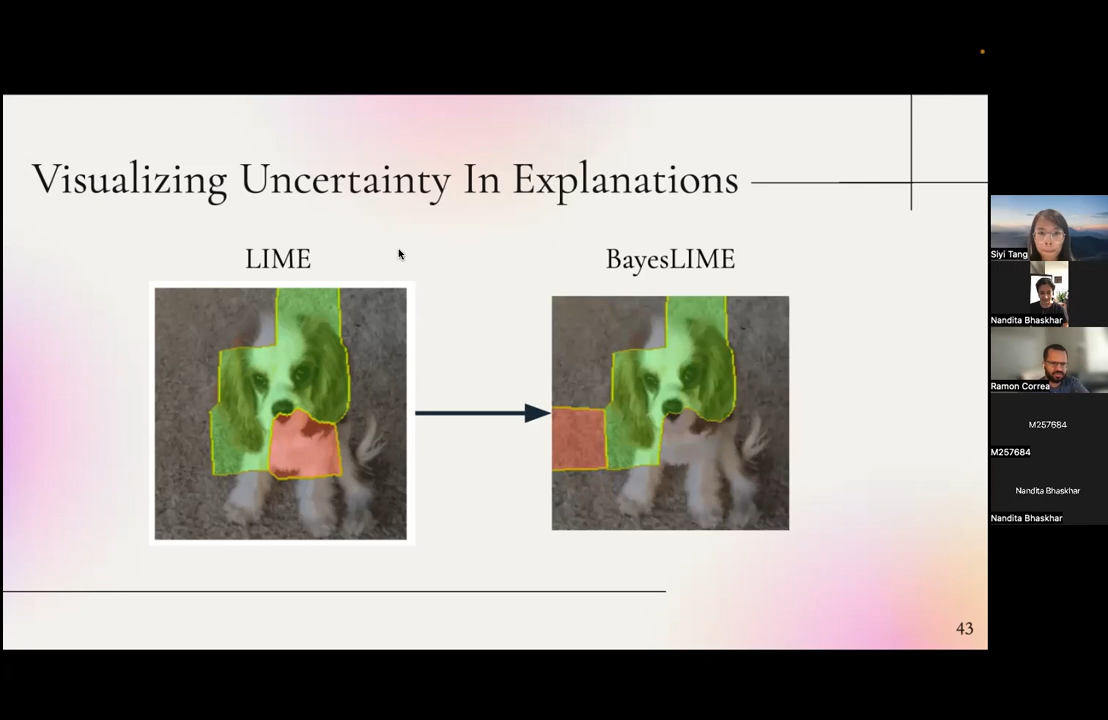 Visualizing Uncertainty In Explanations
LIME
BayesLIME
43
Siyi Tang
Nandita Bhaskhar
Ramon Correa
M257684
M257684
Nandita Bhaskhar
Nandita Bhaskhar